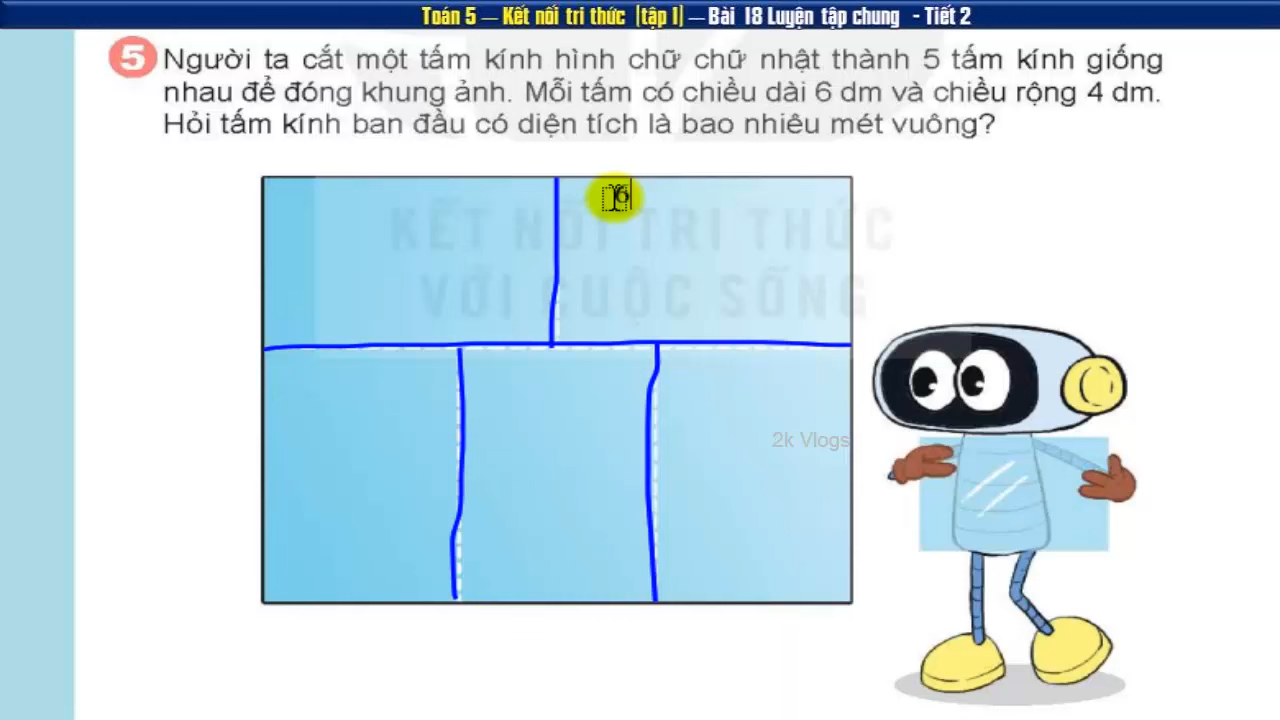 Toán 5 – Kết nối tri thức (tập 1) – Bài 18 Luyện tập chung - Tiết 2
5 Người ta cắt một tấm kính hình chữ chữ nhật thành 5 tấm kính giống
nhau để đóng khung ảnh. Mỗi tấm có chiều dài 6 dm và chiều rộng 4 dm.
Hỏi tấm kính ban đầu có diện tích là bao nhiêu mét vuông?
6
KẾT NỐI TRI THỨC
VỚI CUỘC SỐNG
2k Vlogs